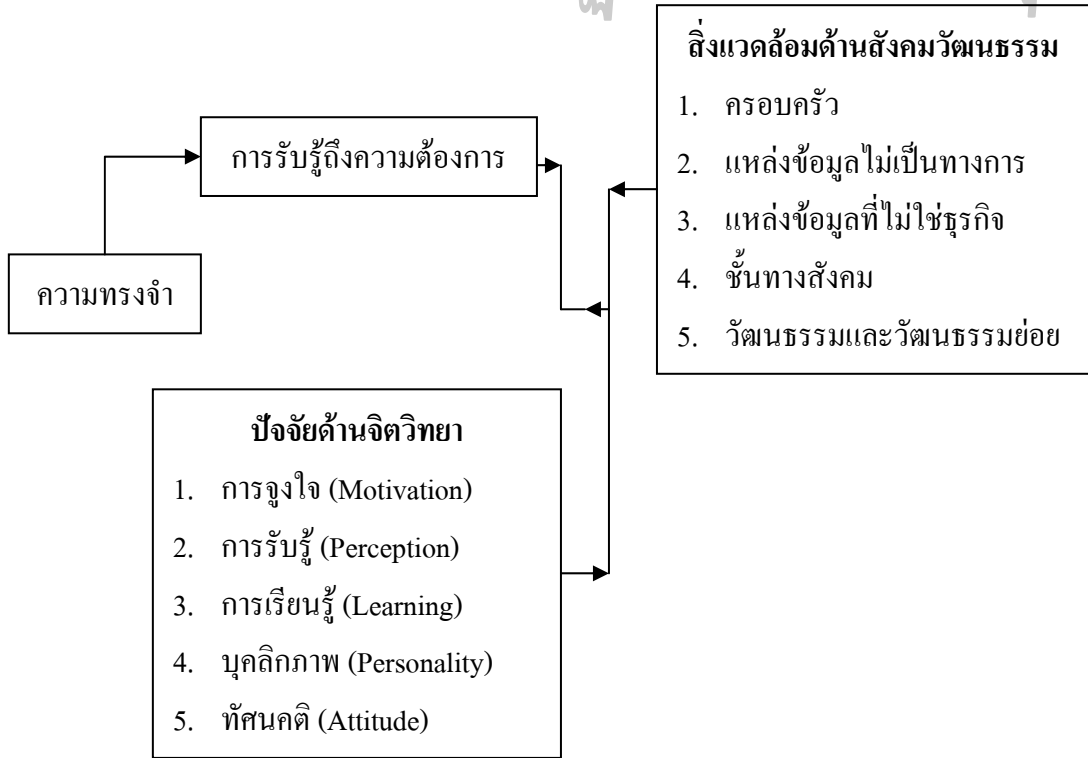 สิ่งแวดล้อมด้านสังคมวัฒนธรรม
1. ครอบครัว
2. แหล่งข้อมูลไม่เป็นทางการ
3. แหล่งข้อมูลที่ไม่ใช่ธุรกิจ
4. ชั้นทางสังคม
5. วัฒนธรรมและวัฒนธรรมย่อย
การรับรู้ถึงความต้องการ
ความทรงจำ
ปัจจัยด้านจิตวิทยา
1. การจูงใจ (Motivation)
2. การรับรู้ (Perception)
3. การเรียนรู้ (Learning)
4. บุคลิกภาพ (Personality)
5. ทัศนคติ (Attitude)